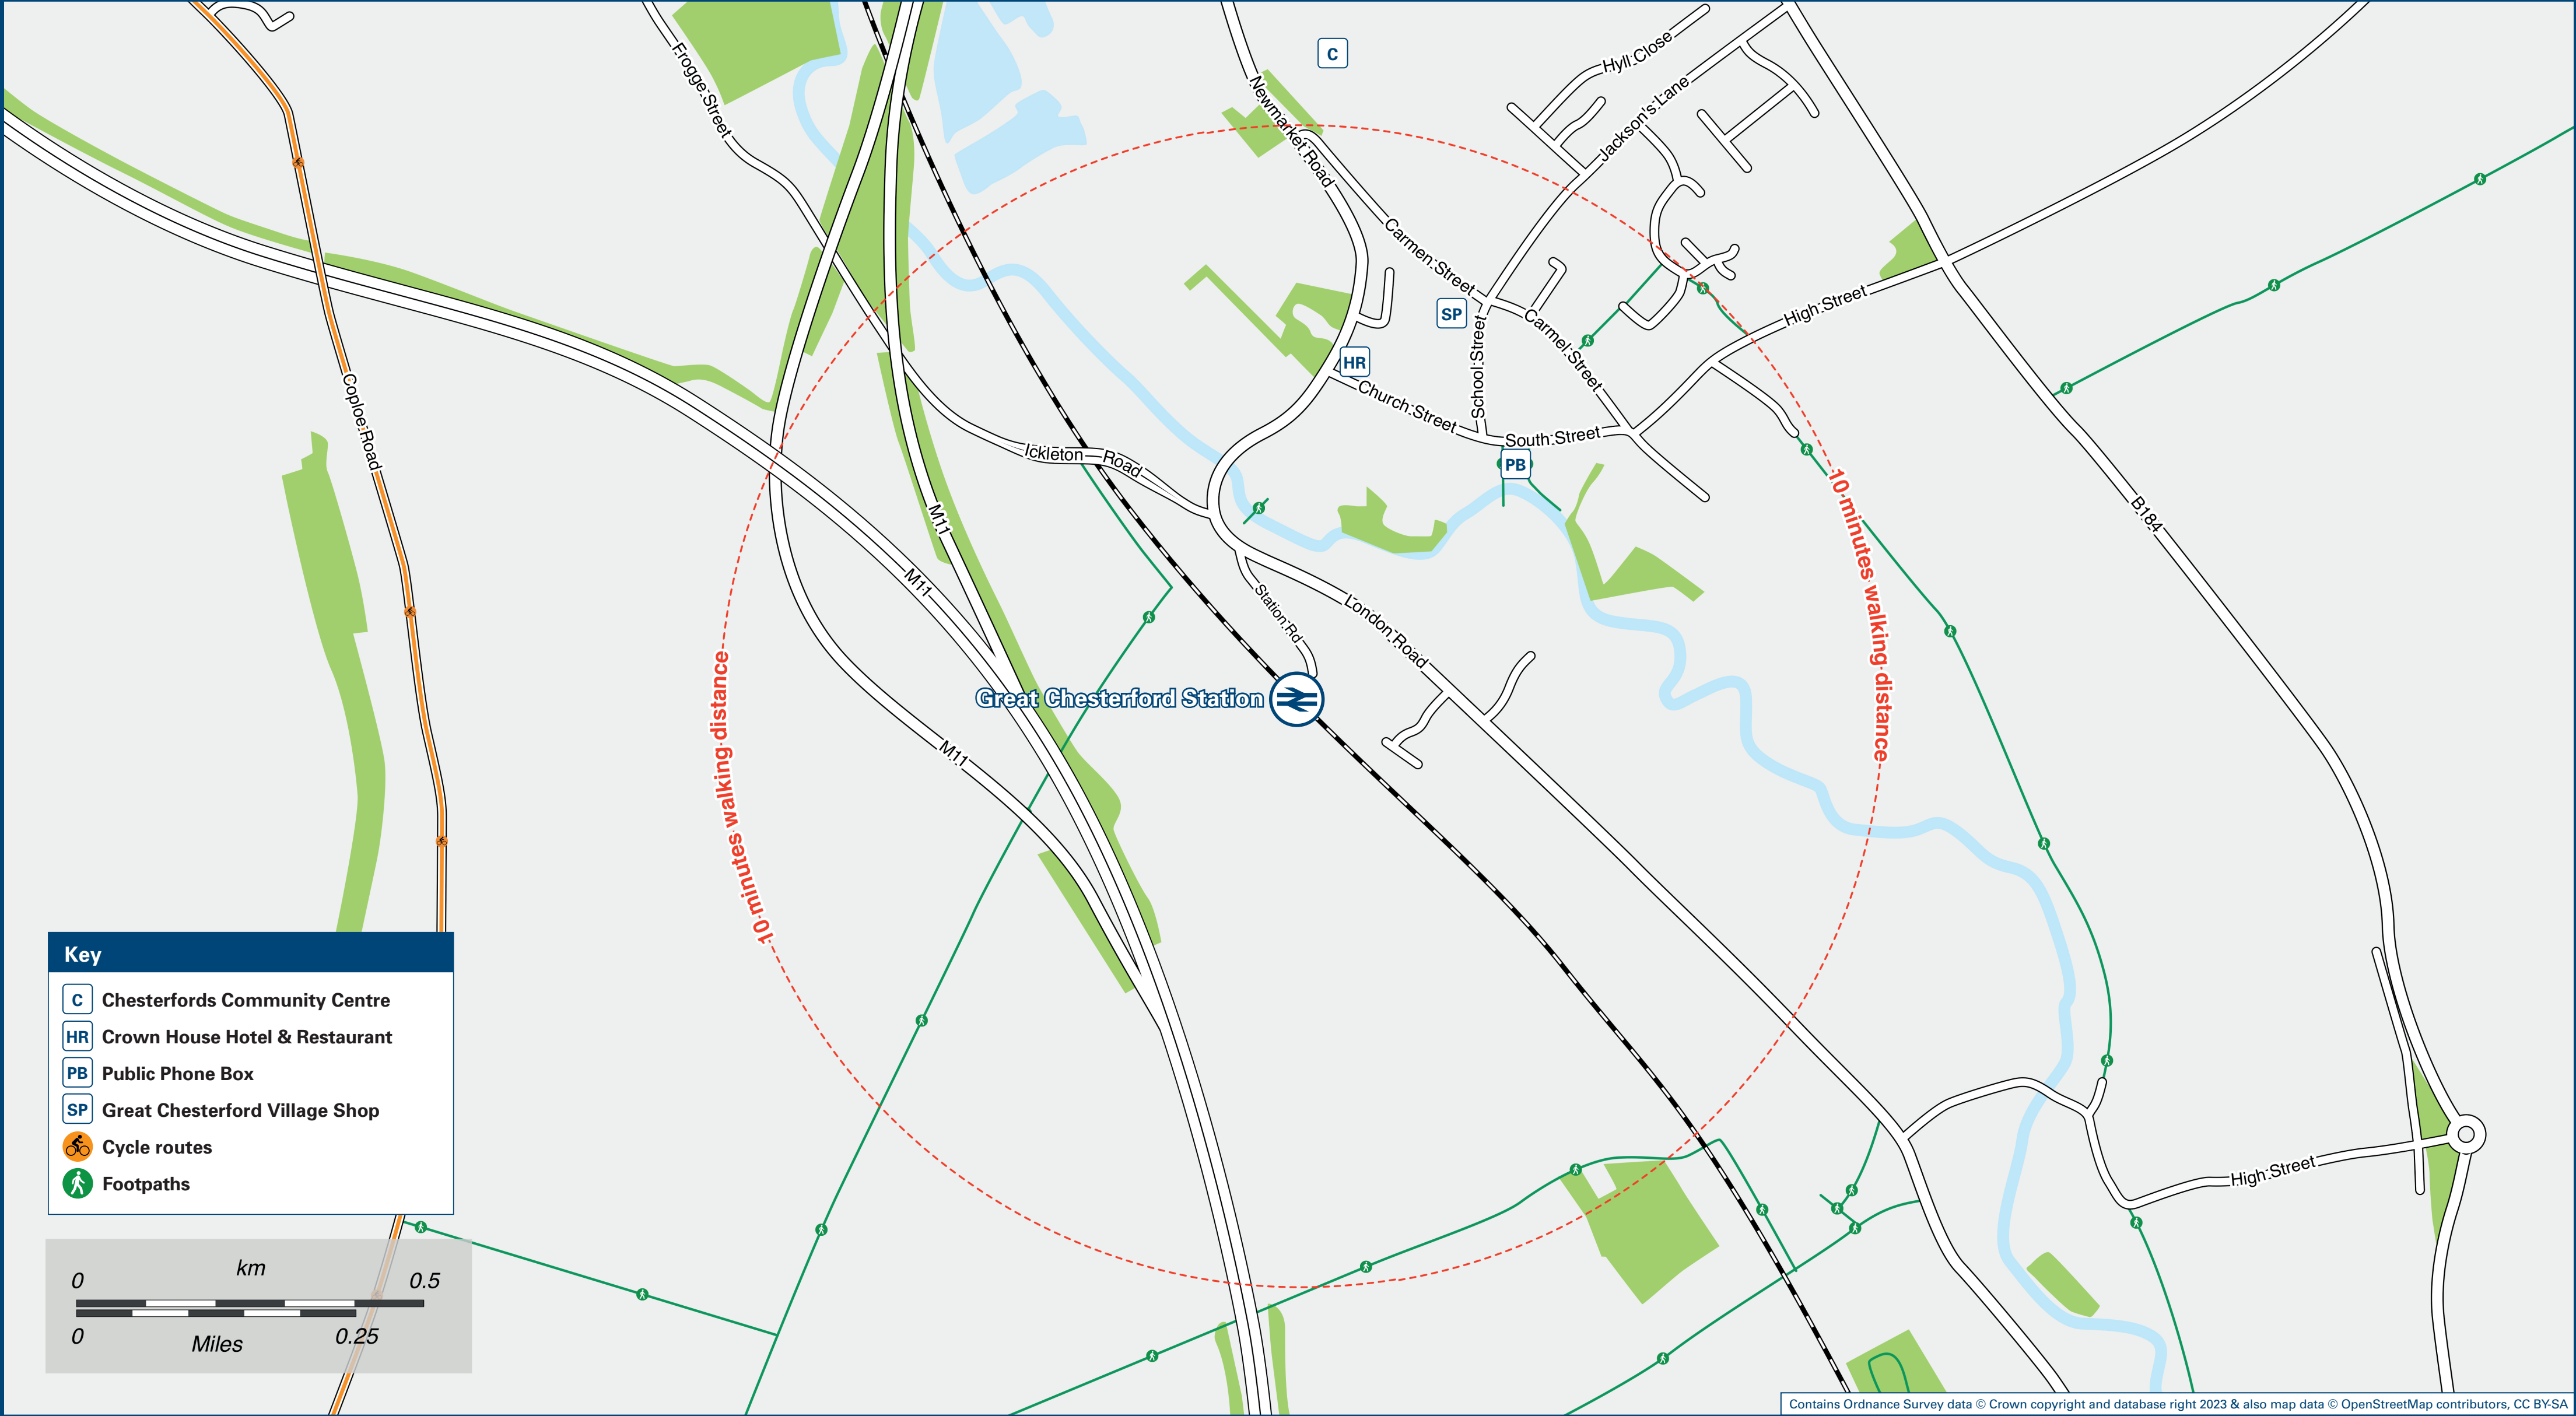 C
Hyll Close
Frogge Street
Newmarket Road
Jackson's Lane
Carmen Street
High Street
SP
Carmel Street
HR
School Street
Church Street
Coploe Road
South Street
Ickleton Road
PB
10 minutes walking distance
B184
M11
M11
Station Rd
London Road
Great Chesterford Station
10 minutes walking distance
M11
High Street
Key
C Chesterfords Community Centre
HR Crown House Hotel & Restaurant
PB Public Phone Box
SP Great Chesterford Village Shop
Cycle routes
Footpaths
km
0 0.5
0 0.25
Miles
Contains Ordnance Survey data © Crown copyright and database right 2023 & also map data © OpenStreetMap contributors, CC BY-SA